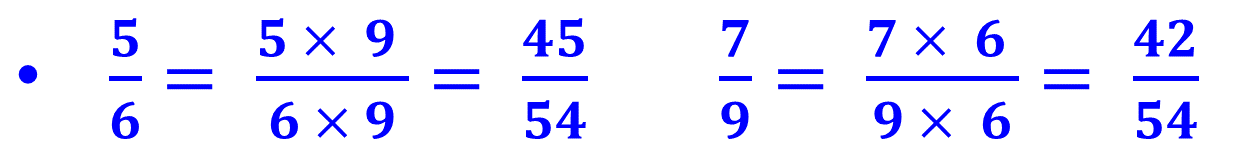 • 5/6 = (5 × 9)/(6 × 9) = 45/54 7/9 = (7 × 6)/(9 × 6) = 42/54